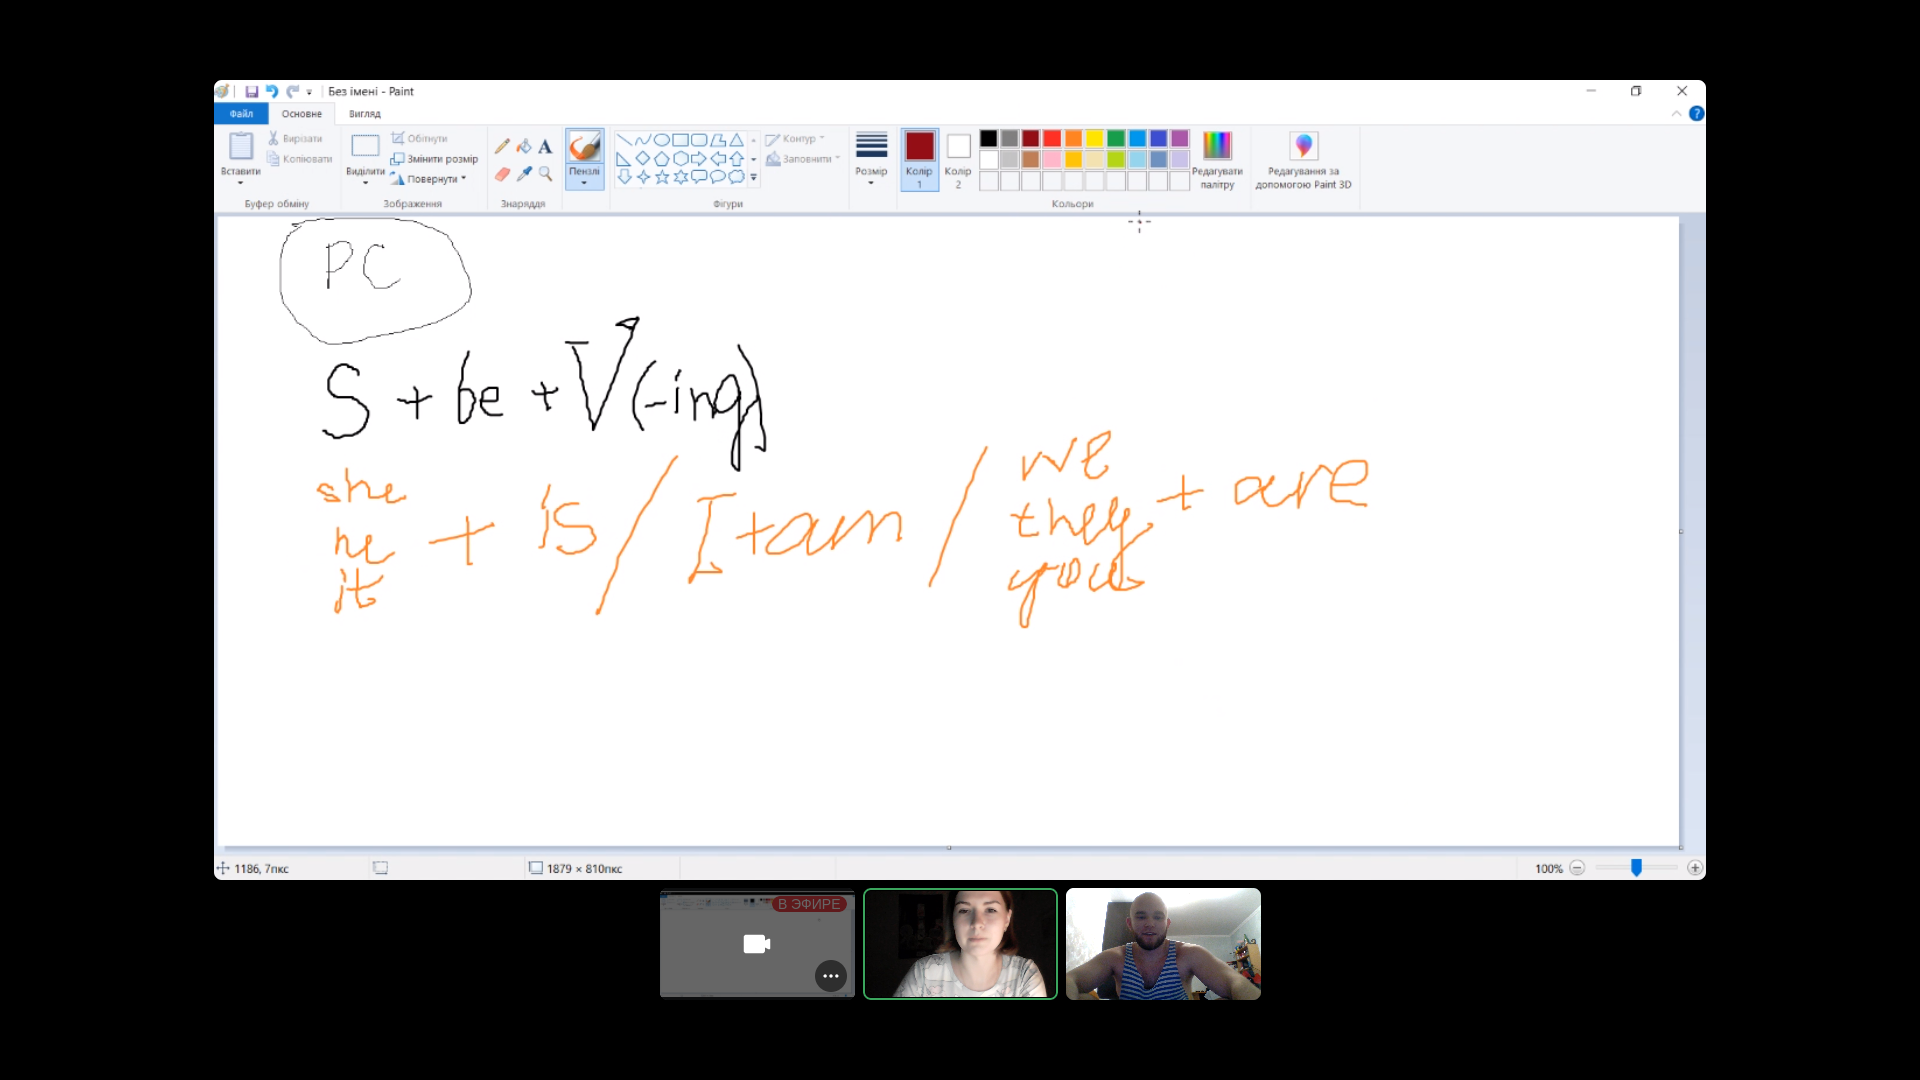 Без імені - Paint
Файл Основне Вигляд
Вставити
Вирізати
Копіювати
Буфер обміну
Виділити
Обітнути
Змінити розмір
Повернути
Зображення
A
Знаряддя
Пензлі
Контур
Заповнити
Фігури
Розмір
Колір 1
Колір 2
Кольори
Редагувати палітру
Редагування за допомогою Paint 3D
PC
S + be + V(-ing)
she
he + is / I + am / we they you + are
it
1186, 7пкс
1879 × 810пкс
100%
В ЭФИРЕ